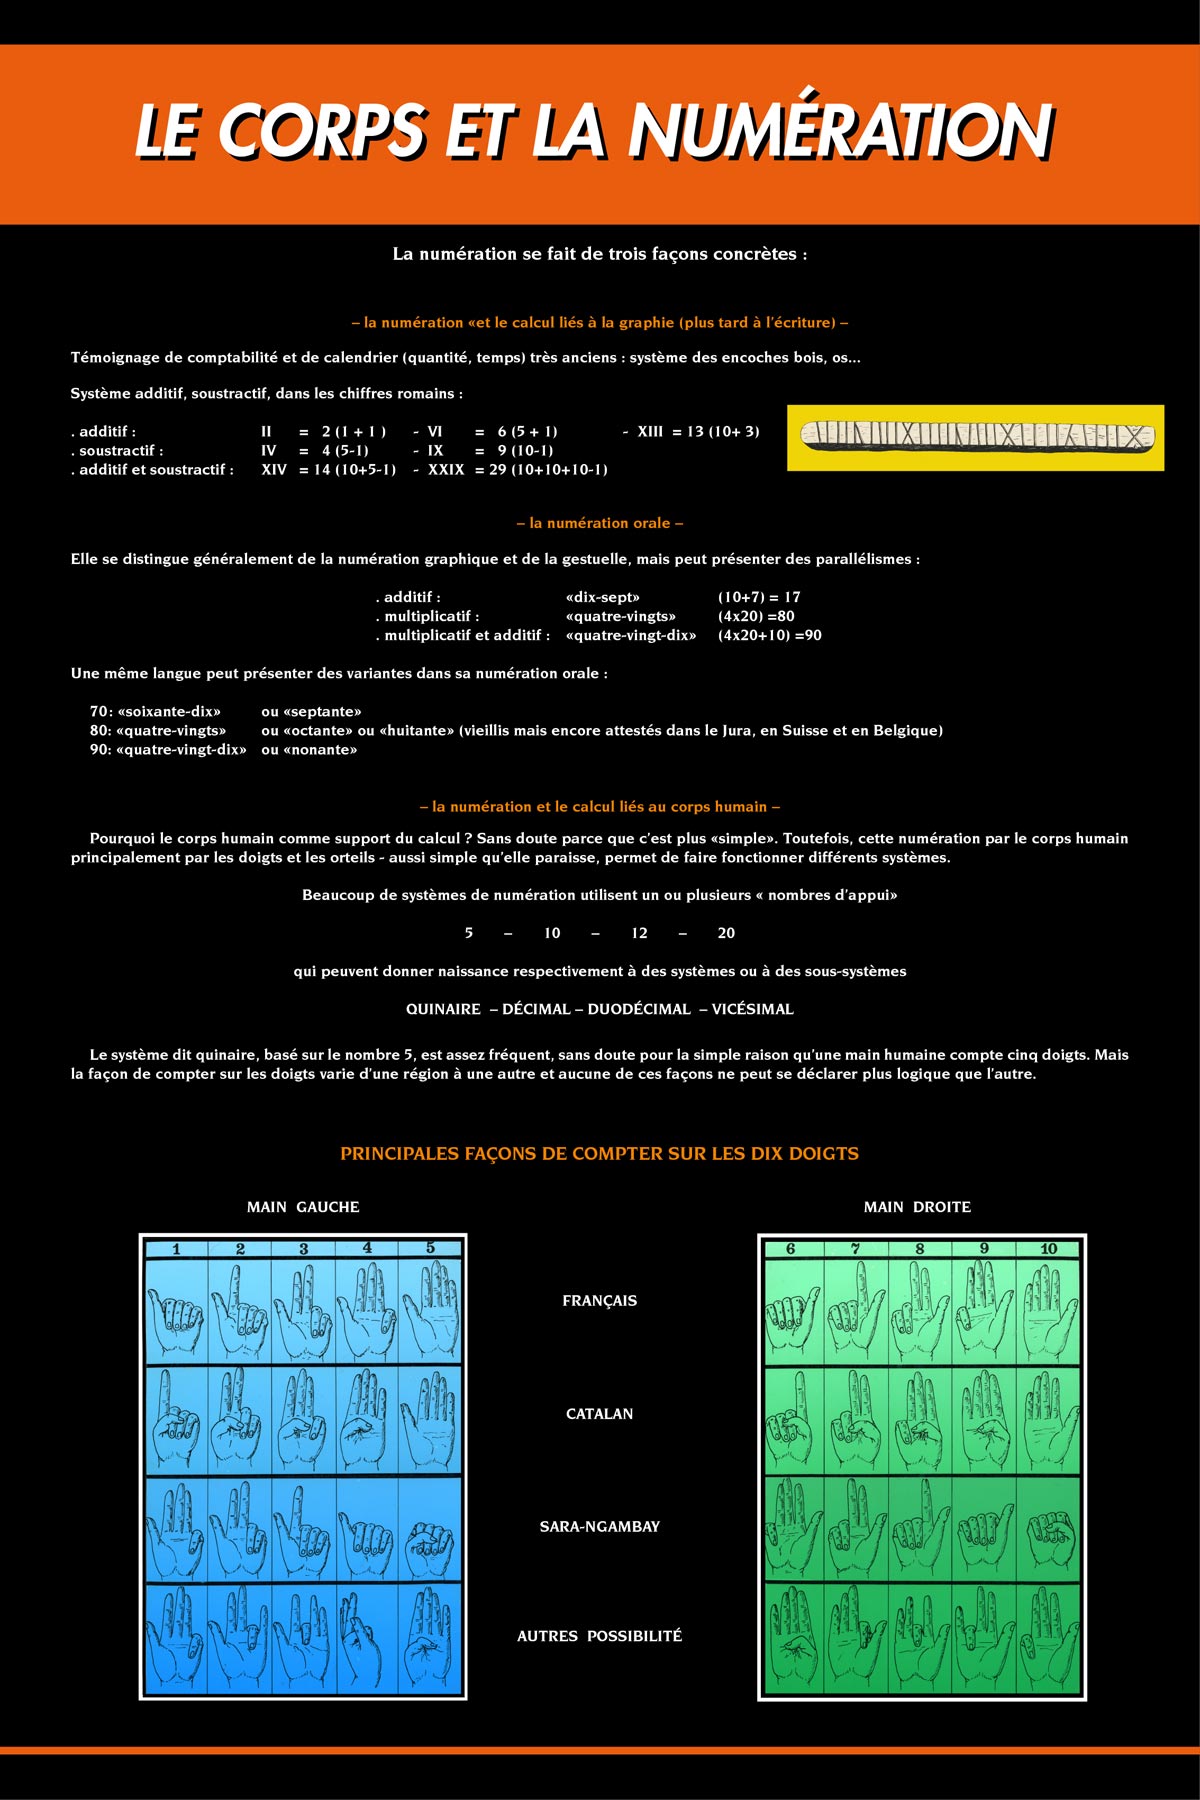 LE CORPS ET LA NUMÉRATION
La numération se fait de trois façons concrètes :
– la numération «et le calcul liés à la graphie (plus tard à l'écriture) –
Témoignage de comptabilité et de calendrier (quantité, temps) très anciens : système des encoches bois, os...
Système additif, soustractif, dans les chiffres romains :
. additif : II = 2 (1 + 1 ) - VI = 6 (5 + 1) - XIII = 13 (10+ 3)
. soustractif : IV = 4 (5-1) - IX = 9 (10-1)
. additif et soustractif : XIV = 14 (10+5-1) - XXIX = 29 (10+10+10-1)
– la numération orale –
Elle se distingue généralement de la numération graphique et de la gestuelle, mais peut présenter des parallélismes :
. additif : «dix-sept» (10+7) = 17
. multiplicatif : «quatre-vingts» (4x20) =80
. multiplicatif et additif : «quatre-vingt-dix» (4x20+10) =90
Une même langue peut présenter des variantes dans sa numération orale :
70: «soixante-dix» ou «septante»
80: «quatre-vingts» ou «octante» ou «huitante» (vieillis mais encore attestés dans le Jura, en Suisse et en Belgique)
90: «quatre-vingt-dix» ou «nonante»
– la numération et le calcul liés au corps humain –
Pourquoi le corps humain comme support du calcul ? Sans doute parce que c'est plus «simple». Toutefois, cette numération par le corps humain
principalement par les doigts et les orteils - aussi simple qu'elle paraisse, permet de faire fonctionner différents systèmes.
Beaucoup de systèmes de numération utilisent un ou plusieurs « nombres d'appui»
5 – 10 – 12 – 20
qui peuvent donner naissance respectivement à des systèmes ou à des sous-systèmes
QUINAIRE – DÉCIMAL – DUODÉCIMAL – VICÉSIMAL
Le système dit quinaire, basé sur le nombre 5, est assez fréquent, sans doute pour la simple raison qu'une main humaine compte cinq doigts. Mais
la façon de compter sur les doigts varie d'une région à une autre et aucune de ces façons ne peut se déclarer plus logique que l'autre.
PRINCIPALES FAÇONS DE COMPTER SUR LES DIX DOIGTS
MAIN GAUCHE MAIN DROITE
1 2 3 4 5 6 7 8 9 10
FRANÇAIS
CATALAN
SARA-NGAMBAY
AUTRES POSSIBILITÉ